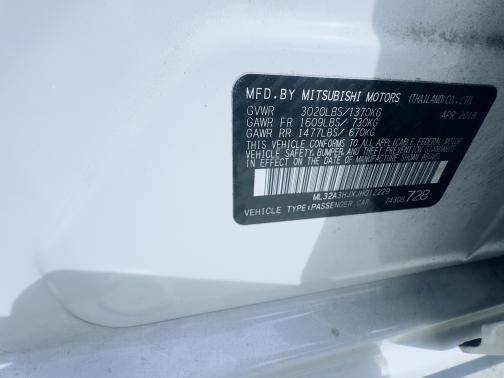 MFD.BY MITSUBISHI MOTORS (THAILAND) CO., LTD.
GVWR 3020LBS/1370KG APR 2018
GAWR FR 1609LBS/ 730KG
GAWR RR 1477LBS/ 670KG
THIS VEHICLE CONFORMS TO ALL APPLICABLE FEDERAL MOTOR
VEHICLE SAFETY, BUMPER, AND THEFT PREVENTION STANDARDS
IN EFFECT ON THE DATE OF MANUFACTURE SHOWN ABOVE.
ML32A3HJXJH012229
VEHICLE TYPE:PASSENGER CAR 74308 728